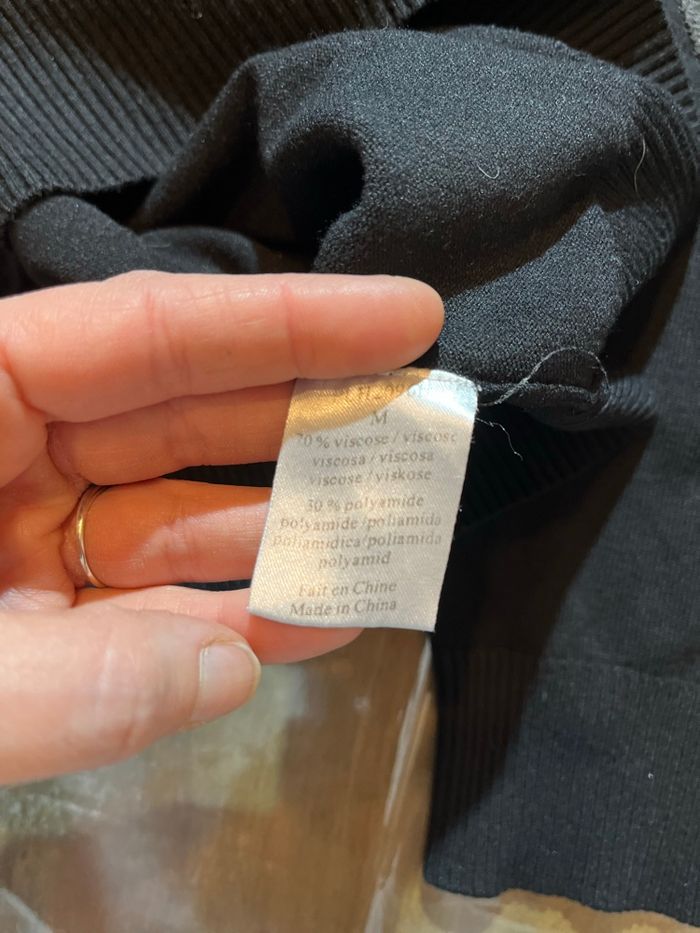 M
70 % viscose / viscose
viscosa / viscosa
viscose / viskose
30 % polyamide
polyamide /poliamida
poliamidica/poliamida
polyamid
Fait en Chine
Made in China